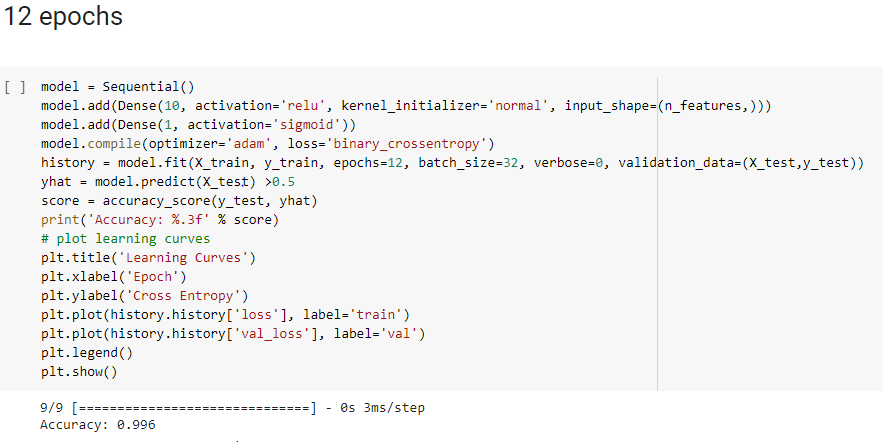 12 epochs
[ ] model = Sequential()
model.add(Dense(10, activation='relu', kernel_initializer='normal', input_shape=(n_features,)))
model.add(Dense(1, activation='sigmoid'))
model.compile(optimizer='adam', loss='binary_crossentropy')
history = model.fit(X_train, y_train, epochs=12, batch_size=32, verbose=0, validation_data=(X_test,y_test))
yhat = model.predict(X_test) >0.5
score = accuracy_score(y_test, yhat)
print('Accuracy: %.3f' % score)
# plot learning curves
plt.title('Learning Curves')
plt.xlabel('Epoch')
plt.ylabel('Cross Entropy')
plt.plot(history.history['loss'], label='train')
plt.plot(history.history['val_loss'], label='val')
plt.legend()
plt.show()
9/9 [==============================] - 0s 3ms/step
Accuracy: 0.996